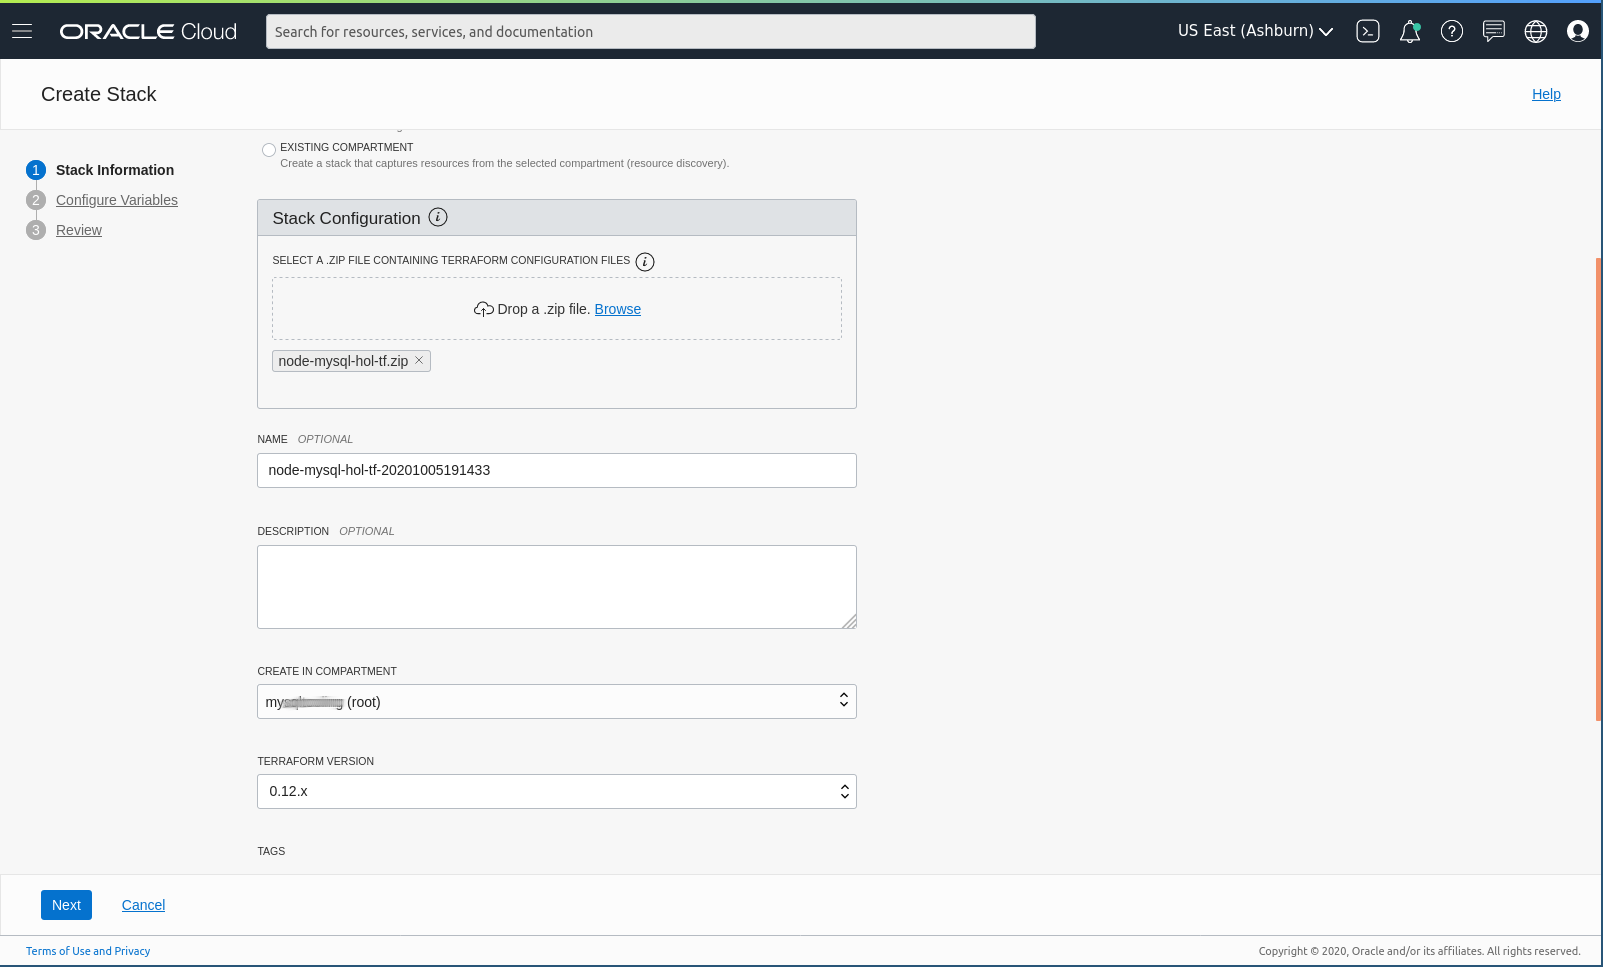 ORACLE Cloud
Search for resources, services, and documentation
US East (Ashburn)
Create Stack
Help
1 Stack Information
2 Configure Variables
3 Review
EXISTING COMPARTMENT
Create a stack that captures resources from the selected compartment (resource discovery).
Stack Configuration i
SELECT A .ZIP FILE CONTAINING TERRAFORM CONFIGURATION FILES i
Drop a .zip file. Browse
node-mysql-hol-tf.zip
NAME OPTIONAL
node-mysql-hol-tf-20201005191433
DESCRIPTION OPTIONAL
CREATE IN COMPARTMENT
(root)
TERRAFORM VERSION
0.12.x
TAGS
Next
Cancel
Terms of Use and Privacy
Copyright © 2020, Oracle and/or its affiliates. All rights reserved.